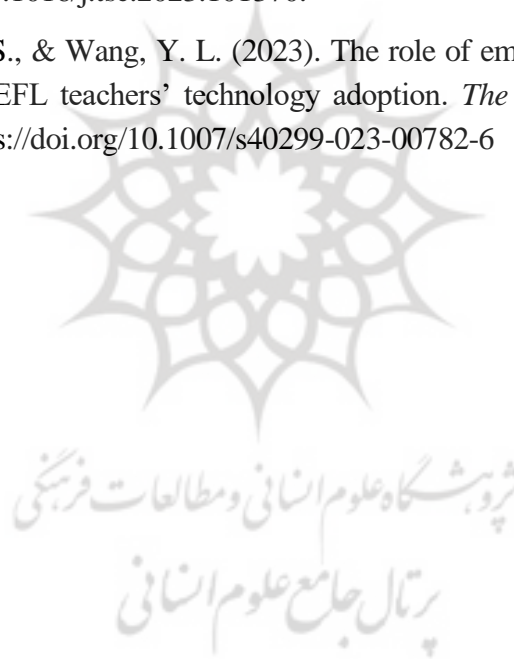 S., & Wang, Y. L. (2023). The role of em
EFL teachers’ technology adoption. The
s://doi.org/10.1007/s40299-023-00782-6
پژوهشگاه علوم انسانی و مطالعات فرهنگی
پرتال جامع علوم انسانی